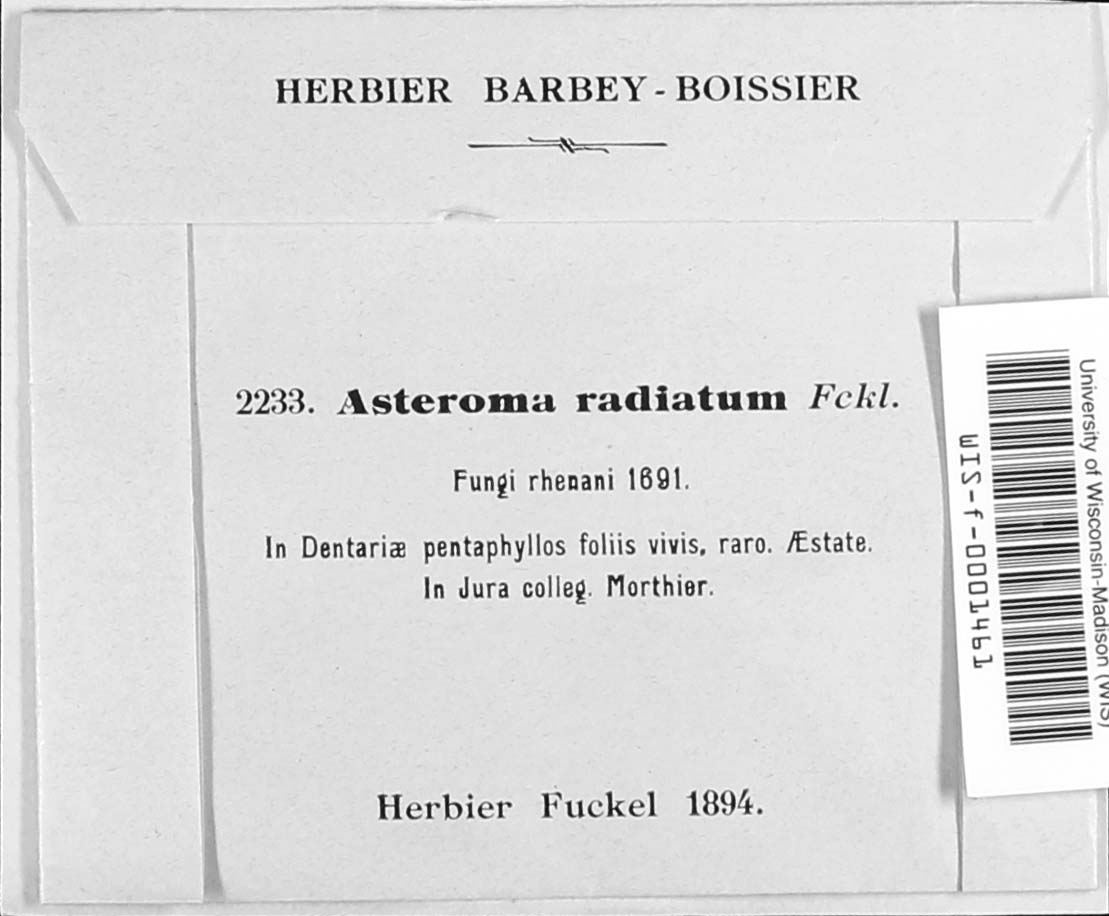 HERBIER BARBEY-BOISSIER
2233. Asteroma radiatum Fckl.
Fungi rhenani 1691.
In Dentariæ pentaphyllos foliis vivis, raro. Æstate.
In Jura colleg. Morthier.
Herbier Fuckel 1894.
WIS-f-0001461
University of Wisconsin-Madison (WIS)